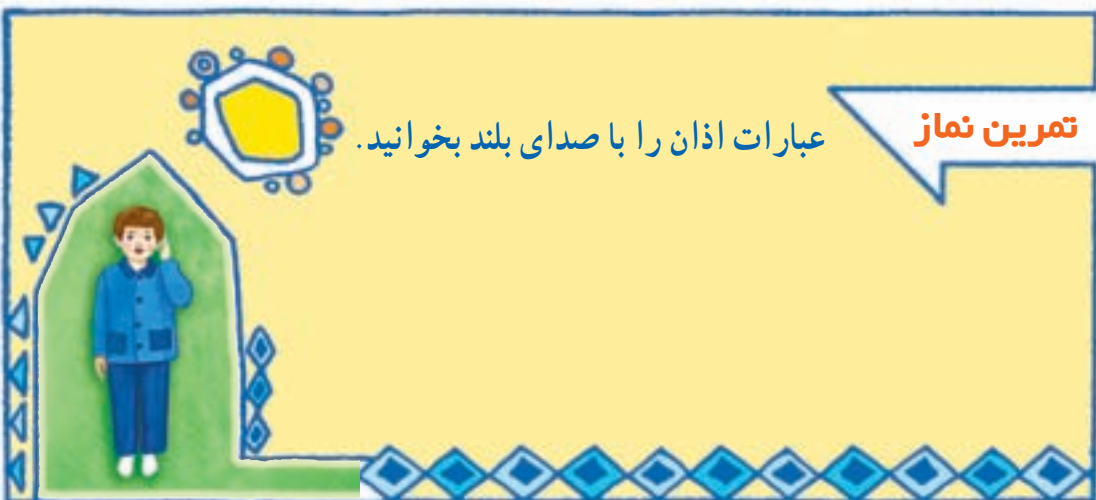 تمرین نماز
عبارات اذان را با صدای بلند بخوانید.